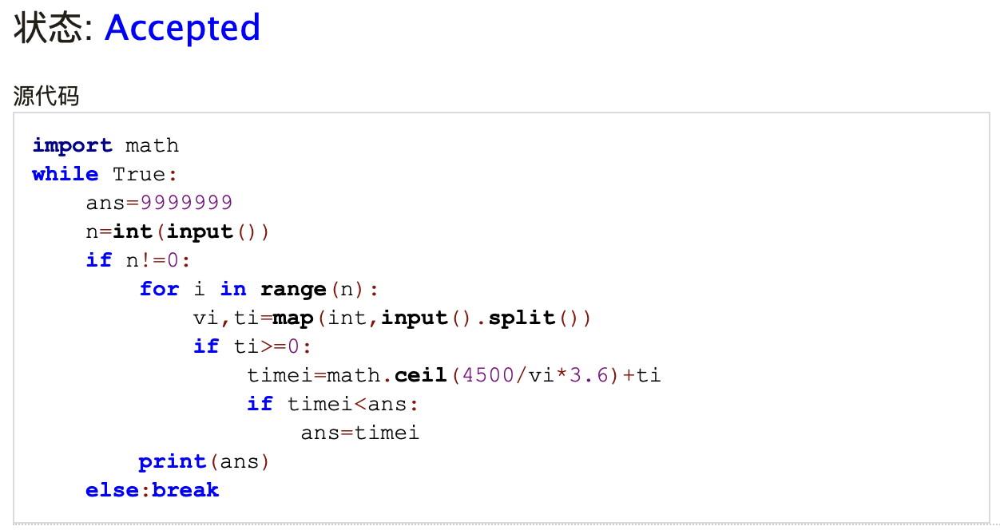 状态: Accepted
源代码
import math
while True:
    ans=9999999
    n=int(input())
    if n!=0:
        for i in range(n):
            vi,ti=map(int,input().split())
            if ti>=0:
                timei=math.ceil(4500/vi*3.6)+ti
                if timei<ans:
                    ans=timei
        print(ans)
    else:break